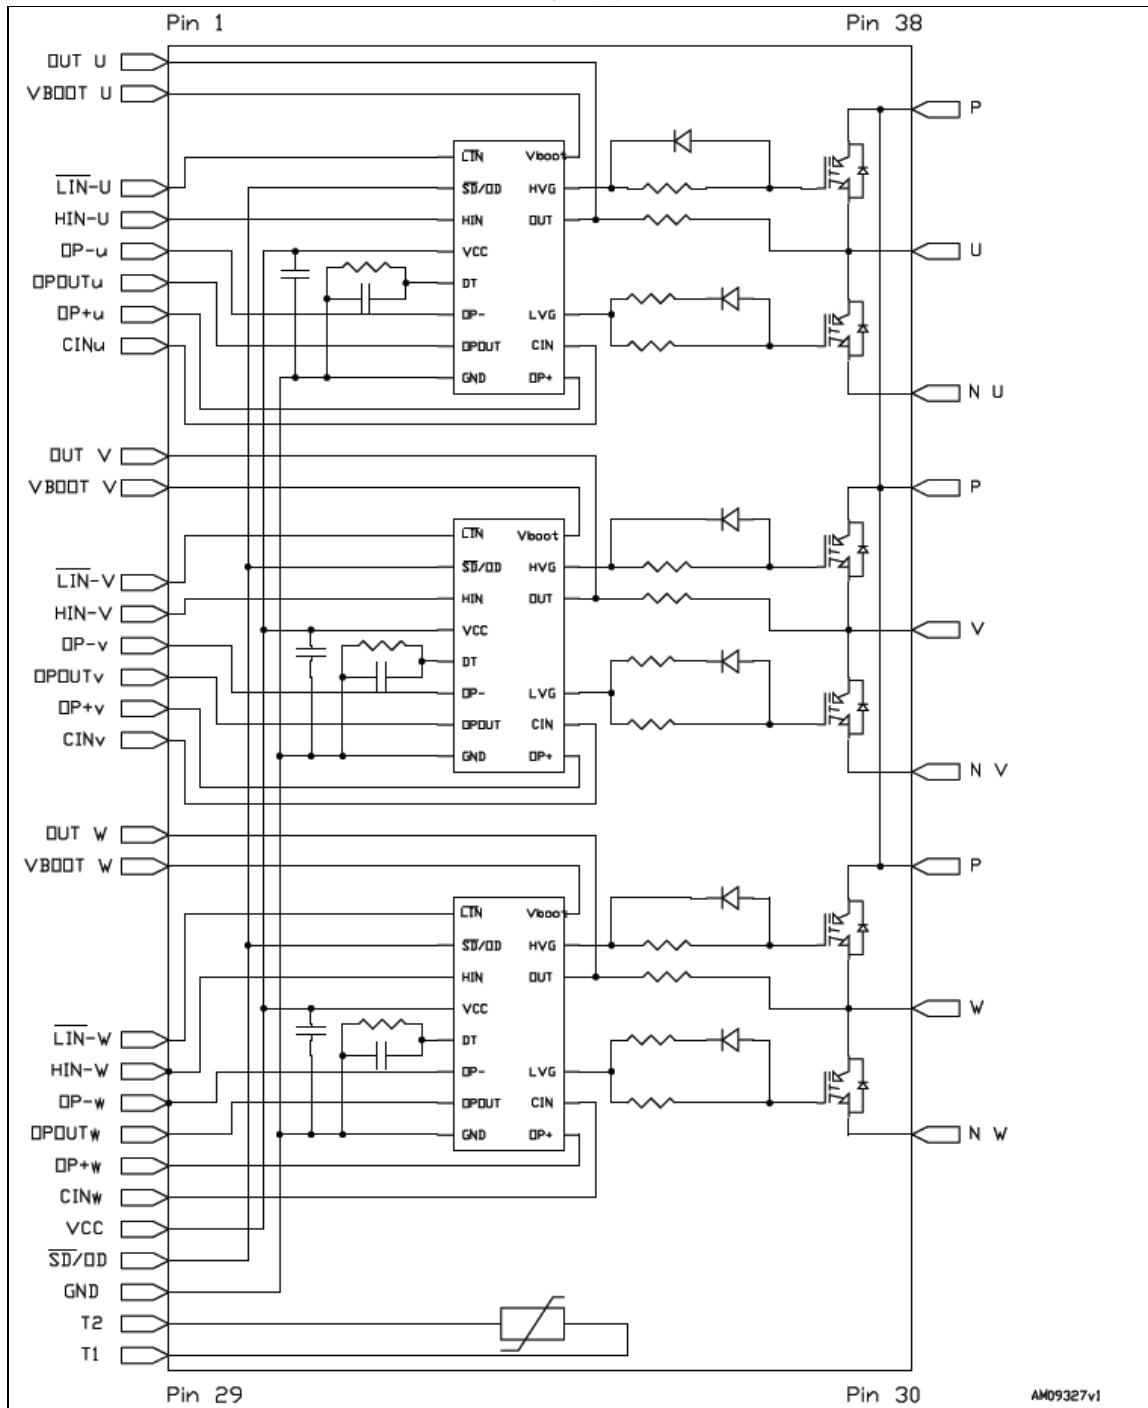 Pin 1
Pin 38
OUT U
VBOOT U
P
LIN
Vboot
LIN-U
SD/OD
HVG
HIN-U
HIN
OUT
OP-u
VCC
U
OPOUTu
DT
OP+u
OP-
LVG
CINu
OPOUT
CIN
GND
OP+
N U
OUT V
VBOOT V
P
LIN
Vboot
LIN-V
SD/OD
HVG
HIN-V
HIN
OUT
OP-v
VCC
V
OPOUTv
DT
OP+v
OP-
LVG
CINv
OPOUT
CIN
GND
OP+
N V
OUT W
VBOOT W
P
LIN
Vboot
SD/OD
HVG
HIN
OUT
VCC
W
LIN-W
DT
HIN-W
OP-
LVG
OP-w
OPOUT
CIN
OPOUTw
GND
OP+
N W
OP+w
CINw
VCC
SD/OD
GND
T2
T1
Pin 29
Pin 30
AM09327v1